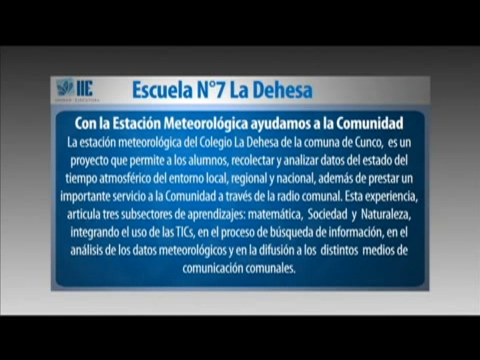 IIE
Escuela N°7 La Dehesa
Con la Estación Meteorológica ayudamos a la Comunidad
La estación meteorológica del Colegio La Dehesa de la comuna de Cunco, es un
proyecto que permite a los alumnos, recolectar y analizar datos del estado del
tiempo atmosférico del entorno local, regional y nacional, además de prestar un
importante servicio a la Comunidad a través de la radio comunal. Esta experiencia,
articula tres subsectores de aprendizajes: matemática, Sociedad y Naturaleza,
integrando el uso de las TICs, en el proceso de búsqueda de información, en el
análisis de los datos meteorológicos y en la difusión a los distintos medios de
comunicación comunales.